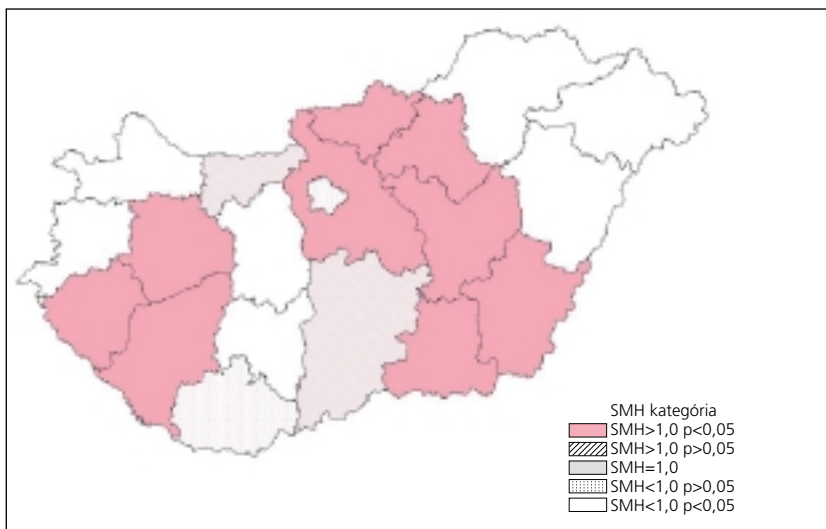 SMH kategória
SMH>1,0 p<0,05
SMH>1,0 p>0,05
SMH=1,0
SMH<1,0 p>0,05
SMH<1,0 p<0,05